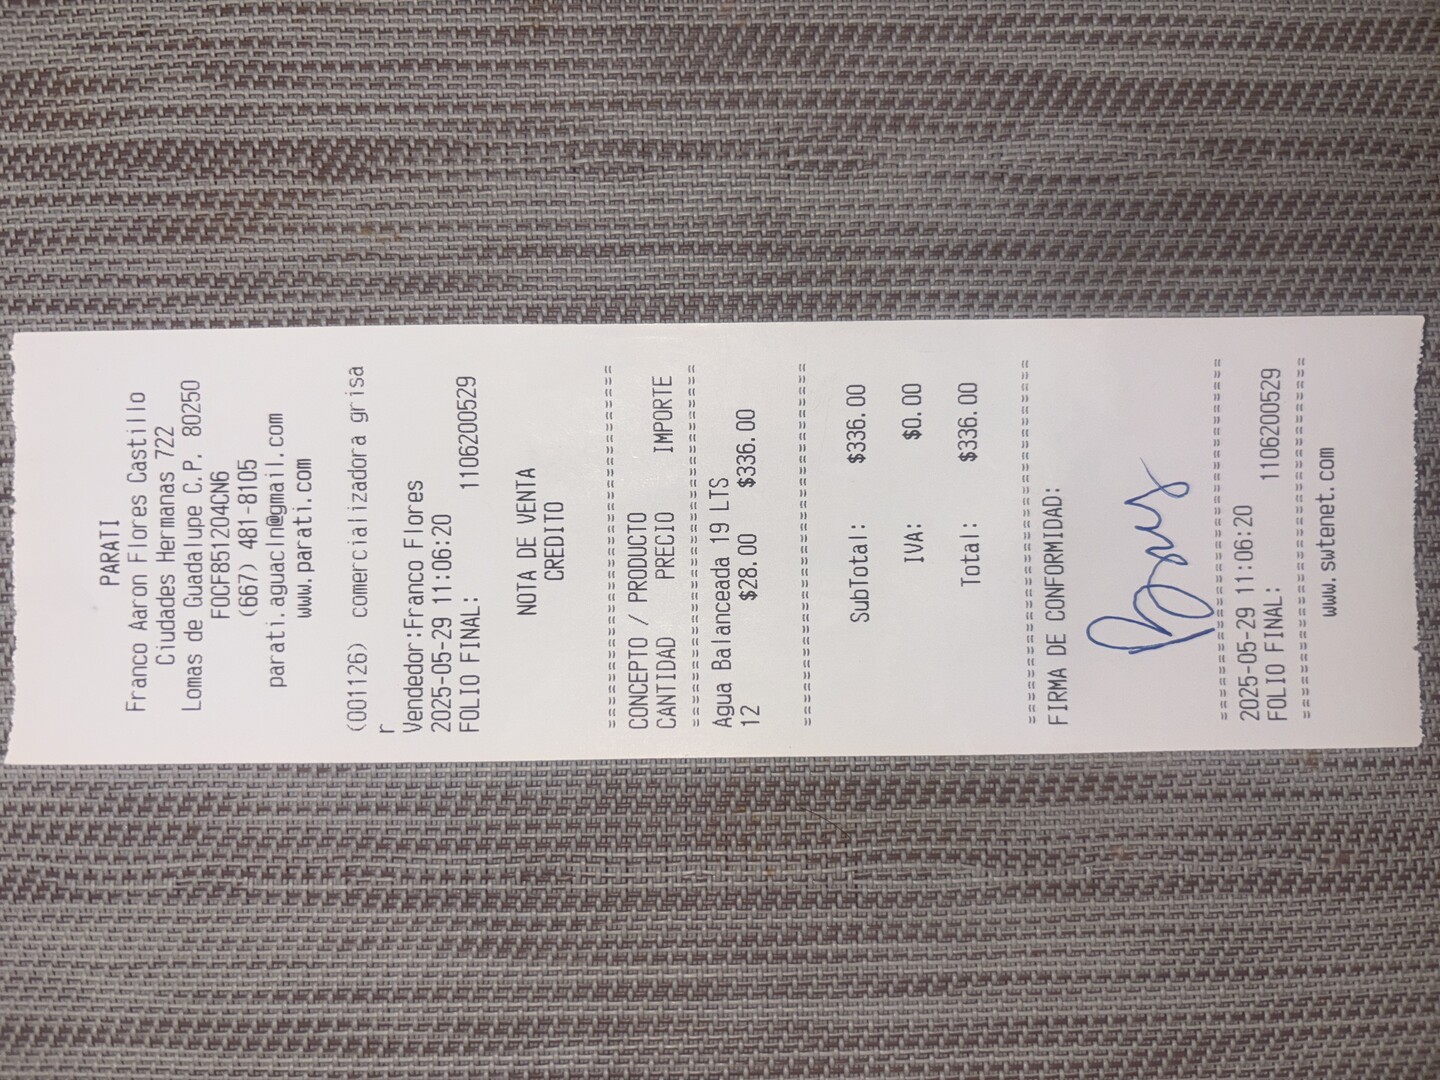 PARATI
Franco Aaron Flores Castillo
Ciudades Hermanas 722
Lomas de Guadalupe C.P. 80250
FOCF851204CN6
(667) 481-8105
parati.aguacln@gmail.com
www.parati.com
(001126) comercializadora grisa
r
Vendedor:Franco Flores
2025-05-29 11:06:20
FOLIO FINAL: 1106200529
NOTA DE VENTA
CREDITO
CONCEPTO / PRODUCTO
CANTIDAD PRECIO IMPORTE
Agua Balanceada 19 LTS
12 $28.00 $336.00
SubTotal: $336.00
IVA: $0.00
Total: $336.00
FIRMA DE CONFORMIDAD:
2025-05-29 11:06:20
FOLIO FINAL: 1106200529
www.swtenet.com